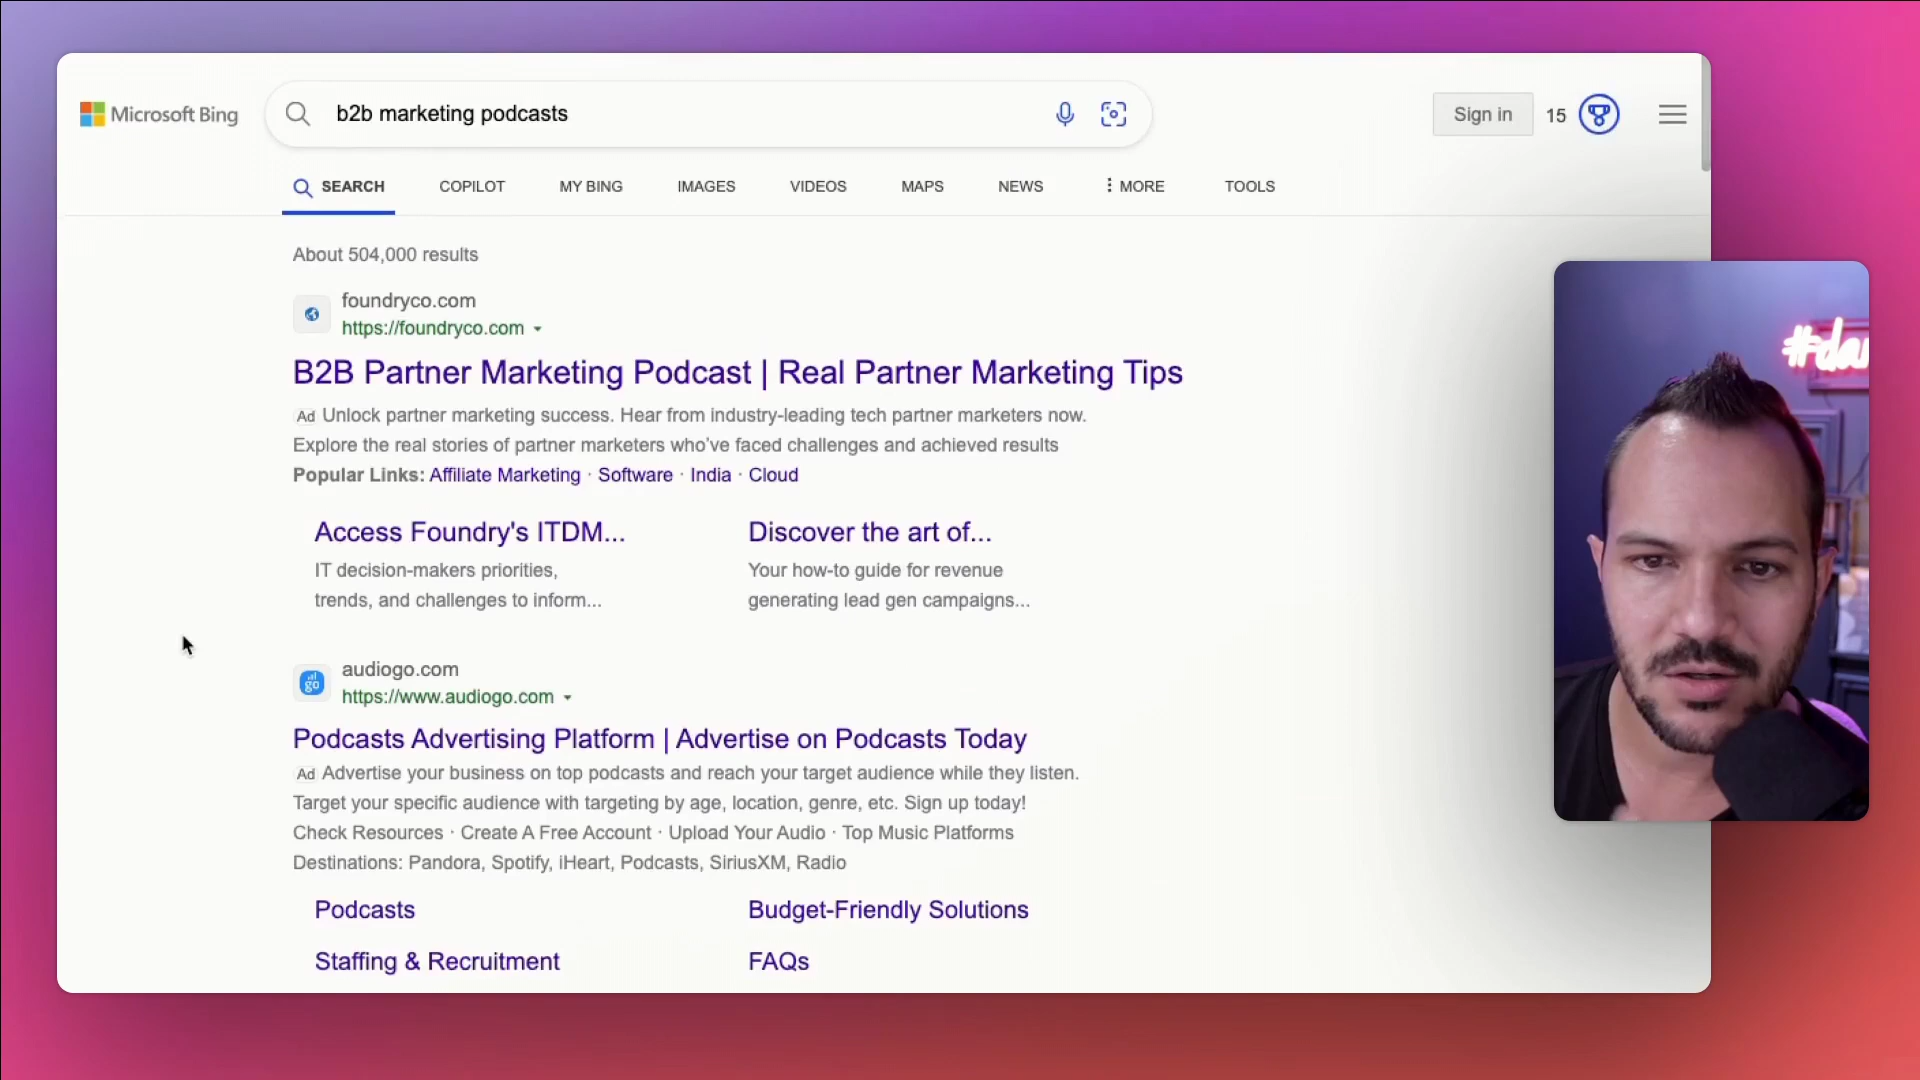 Microsoft Bing
b2b marketing podcasts
Sign in
15
SEARCH
COPILOT
MY BING
IMAGES
VIDEOS
MAPS
NEWS
MORE
TOOLS
About 504,000 results
foundryco.com
https://foundryco.com
B2B Partner Marketing Podcast | Real Partner Marketing Tips
Ad Unlock partner marketing success. Hear from industry-leading tech partner marketers now.
Explore the real stories of partner marketers who've faced challenges and achieved results
Popular Links: Affiliate Marketing · Software · India · Cloud
Access Foundry's ITDM...
IT decision-makers priorities,
trends, and challenges to inform...
Discover the art of...
Your how-to guide for revenue
generating lead gen campaigns...
go
audiogo.com
https://www.audiogo.com
Podcasts Advertising Platform | Advertise on Podcasts Today
Ad Advertise your business on top podcasts and reach your target audience while they listen.
Target your specific audience with targeting by age, location, genre, etc. Sign up today!
Check Resources · Create A Free Account · Upload Your Audio · Top Music Platforms
Destinations: Pandora, Spotify, iHeart, Podcasts, SiriusXM, Radio
Podcasts
Budget-Friendly Solutions
Staffing & Recruitment
FAQs